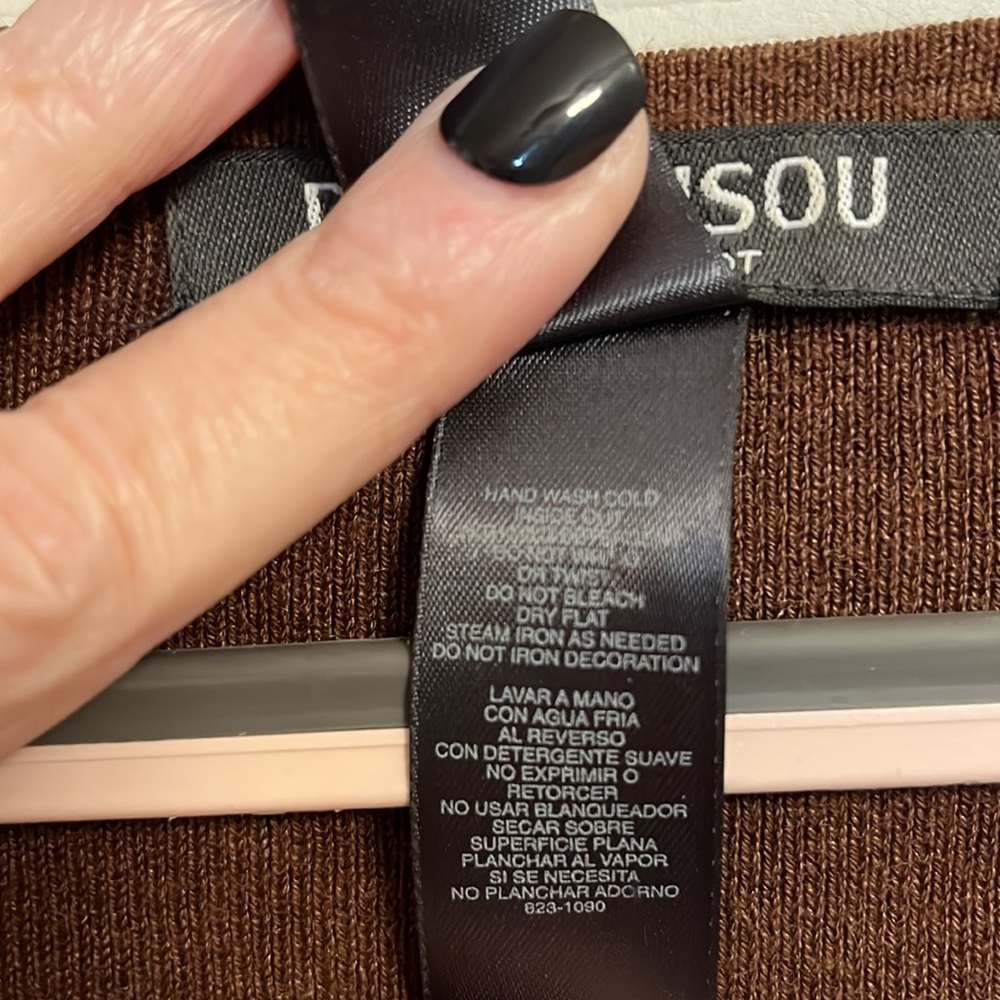 SOU
HAND WASH COLD
INSIDE OUT
DO NOT
OR TWIST
DO NOT BLEACH
DRY FLAT
STEAM IRON AS NEEDED
DO NOT IRON DECORATION
LAVAR A MANO
CON AGUA FRIA
AL REVERSO
CON DETERGENTE SUAVE
NO EXPRIMIR O
RETORCER
NO USAR BLANQUEADOR
SECAR SOBRE
SUPERFICIE PLANA
PLANCHAR AL VAPOR
SI SE NECESITA
NO PLANCHAR ADORNO
823-1090